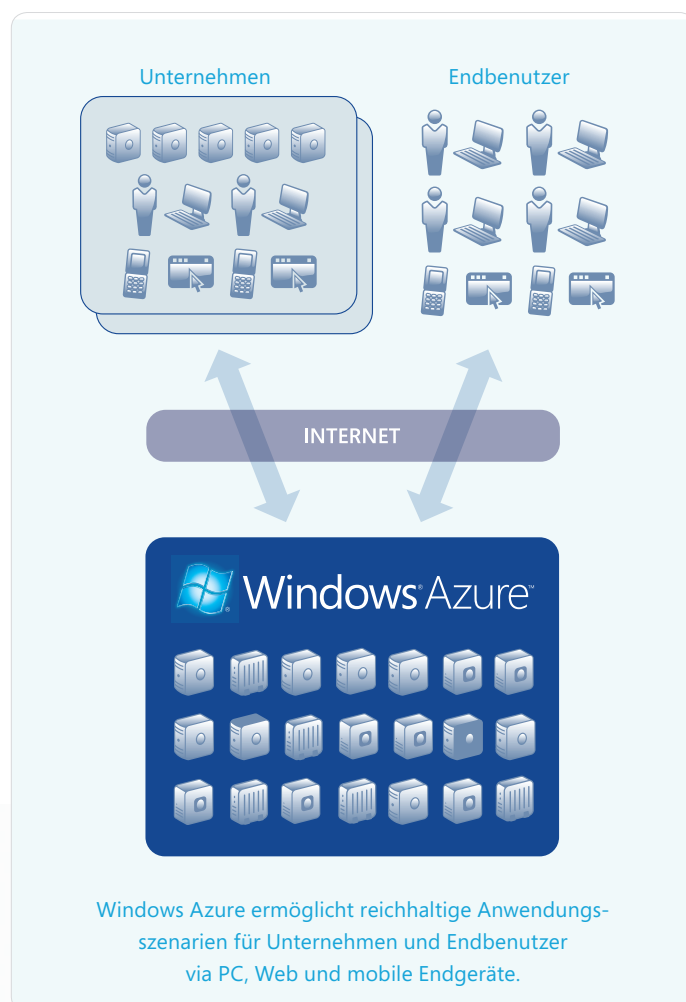 Unternehmen
Endbenutzer
INTERNET
Windows® Azure™
Windows Azure ermöglicht reichhaltige Anwendungs-
szenarien für Unternehmen und Endbenutzer
via PC, Web und mobile Endgeräte.